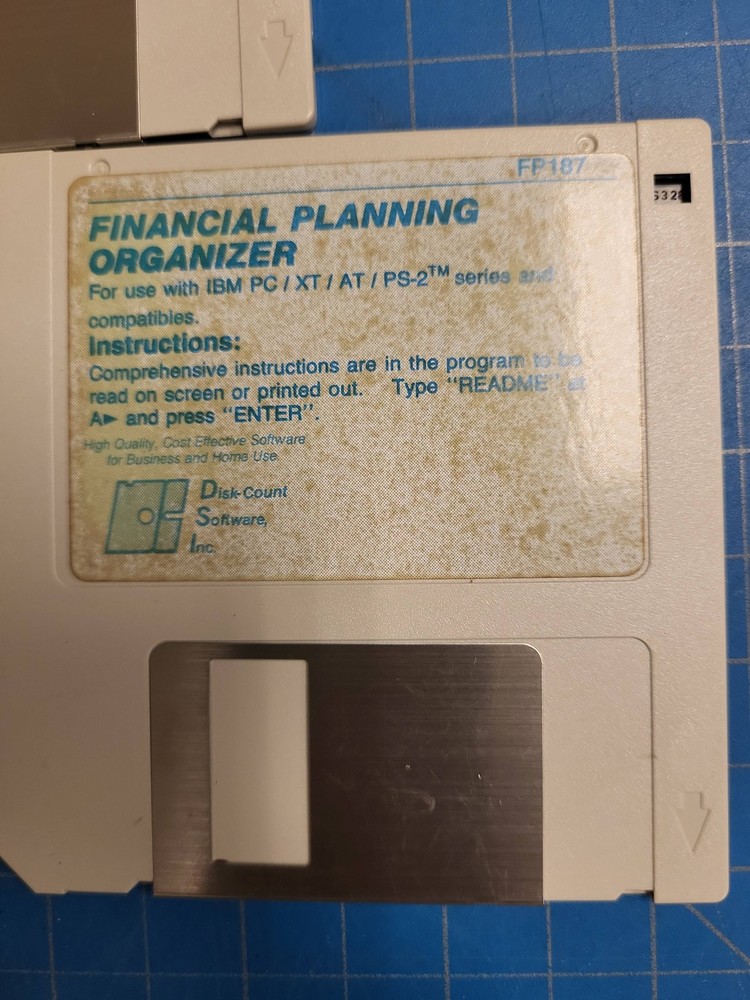 FP187
FINANCIAL PLANNING
ORGANIZER
For use with IBM PC / XT / AT / PS-2™ series and
compatibles.
Instructions:
Comprehensive instructions are in the program to be
read on screen or printed out. Type "README" at
A► and press "ENTER".
High Quality, Cost Effective Software
for Business and Home Use.
Disk-Count
Software,
Inc.